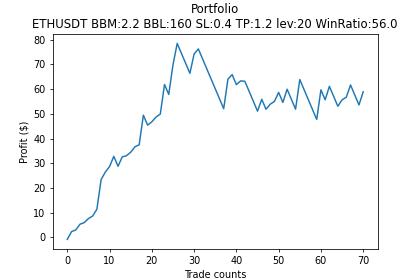 Portfolio
ETHUSDT BBM:2.2 BBL:160 SL:0.4 TP:1.2 lev:20 WinRatio:56.0
80
70
60
50
40
30
20
10
0
Profit ($)
0 10 20 30 40 50 60 70
Trade counts